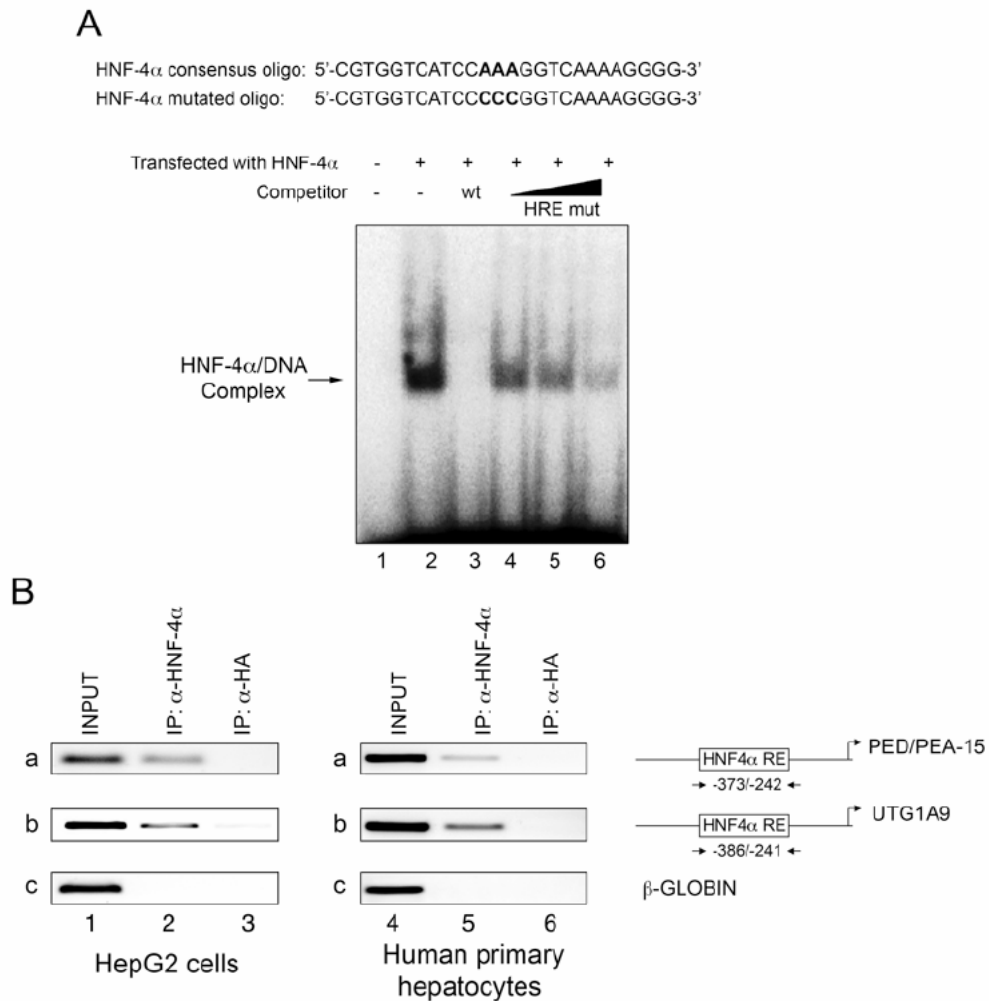 A
HNF-4α consensus oligo: 5'-CGTGGTCATCCAAAGGTCAAAAGGGG-3'
HNF-4α mutated oligo: 5'-CGTGGTCATCCCCCGGTCAAAAGGGG-3'
Transfected with HNF-4α - + + + + +
Competitor - - wt
HRE mut
HNF-4α/DNA
Complex
1 2 3 4 5 6
B
INPUT IP: α-HNF-4α IP: α-HA INPUT IP: α-HNF-4α IP: α-HA
a a HNF4α RE PED/PEA-15
-373/-242
b b HNF4α RE UTG1A9
-386/-241
c c β-GLOBIN
1 2 3 4 5 6
HepG2 cells Human primary
hepatocytes